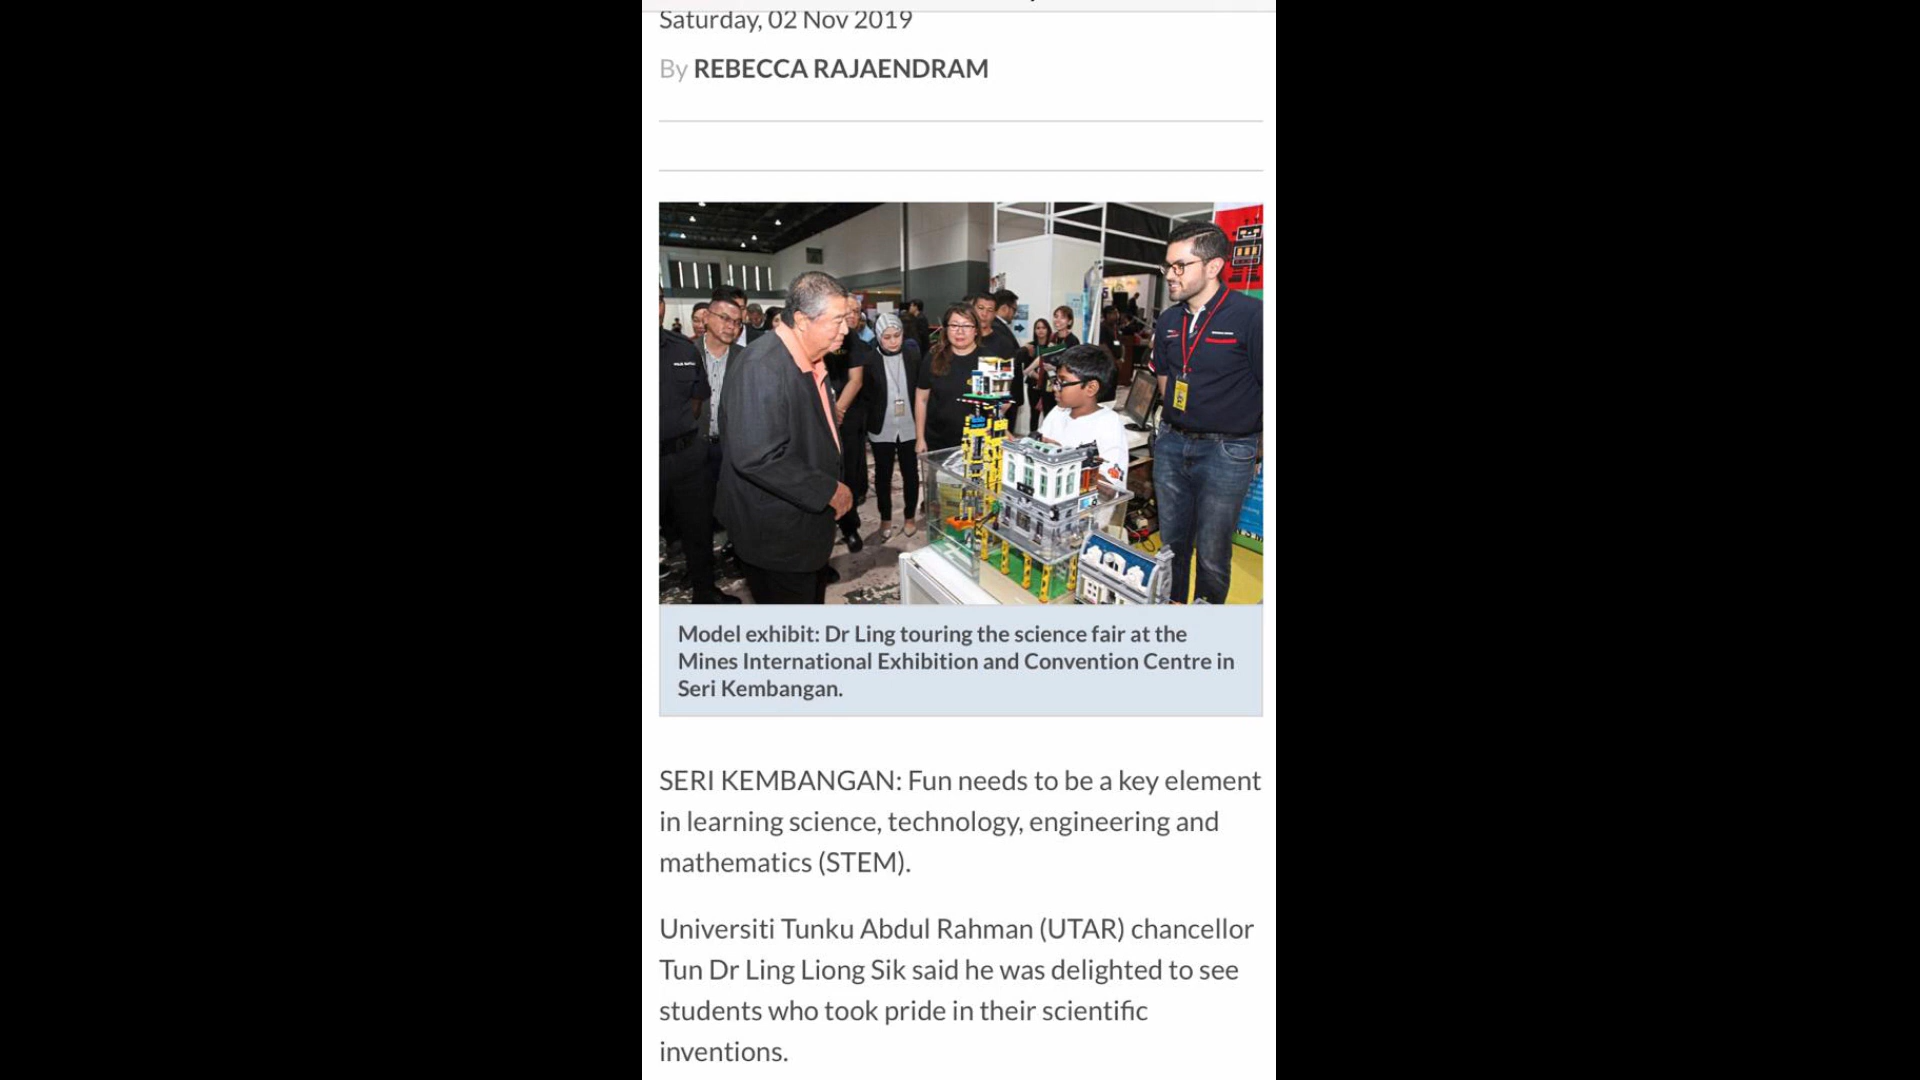 Saturday, 02 Nov 2019
By REBECCA RAJAENDRAM
Model exhibit: Dr Ling touring the science fair at the
Mines International Exhibition and Convention Centre in
Seri Kembangan.
SERI KEMBANGAN: Fun needs to be a key element
in learning science, technology, engineering and
mathematics (STEM).
Universiti Tunku Abdul Rahman (UTAR) chancellor
Tun Dr Ling Liong Sik said he was delighted to see
students who took pride in their scientific
inventions.